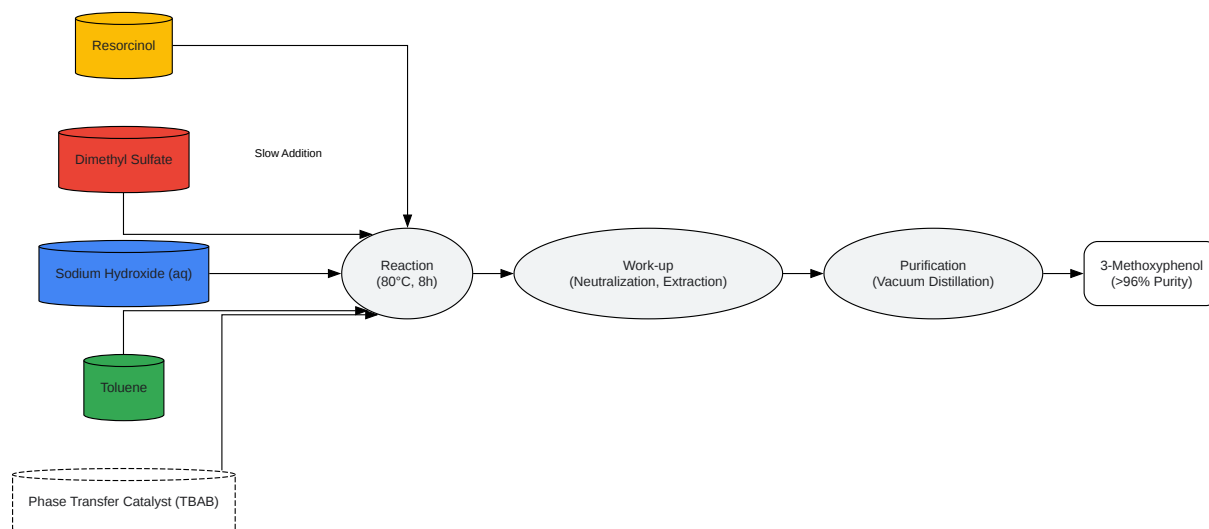 Resorcinol
Dimethyl Sulfate
Slow Addition
Sodium Hydroxide (aq)
Reaction
(80°C, 8h)
Work-up
(Neutralization, Extraction)
Purification
(Vacuum Distillation)
3-Methoxyphenol
(>96% Purity)
Toluene
Phase Transfer Catalyst (TBAB)